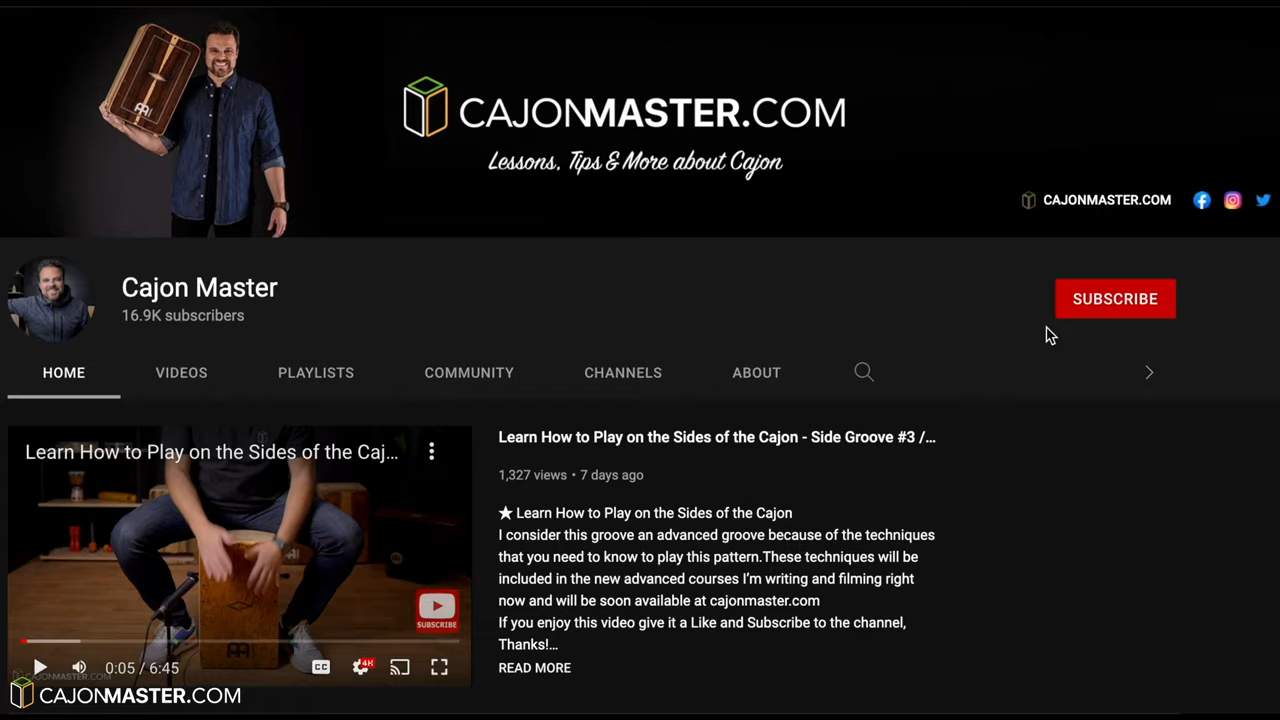 CAJONMASTER.COM
Lessons, Tips & More about Cajon
CAJONMASTER.COM
Cajon Master
16.9K subscribers
SUBSCRIBE
HOME VIDEOS PLAYLISTS COMMUNITY CHANNELS ABOUT
Learn How to Play on the Sides of the Caj...
Learn How to Play on the Sides of the Cajon - Side Groove #3 /...
1,327 views • 7 days ago
★ Learn How to Play on the Sides of the Cajon
I consider this groove an advanced groove because of the techniques
that you need to know to play this pattern.These techniques will be
included in the new advanced courses I'm writing and filming right
now and will be soon available at cajonmaster.com
If you enjoy this video give it a Like and Subscribe to the channel,
Thanks!...
READ MORE
SUBSCRIBE
0:05 / 6:45
CC
4K
CAJONMASTER.COM
CAJONMASTER.COM